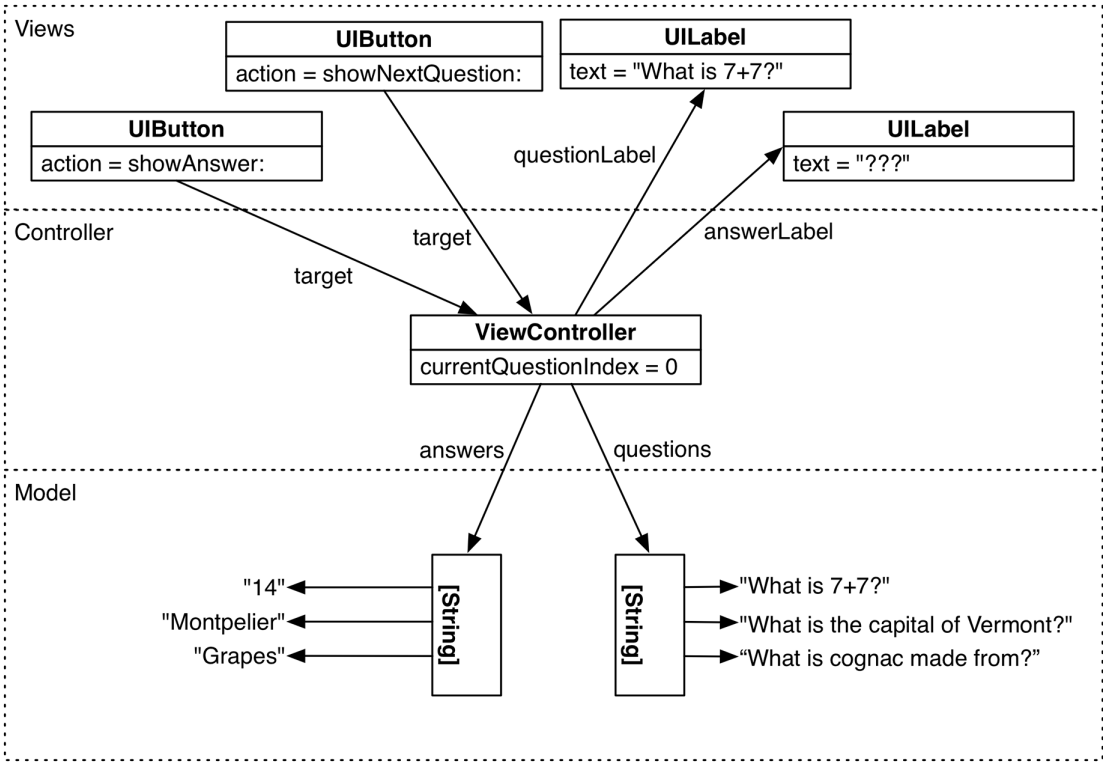 Views
UIButton
action = showNextQuestion:
UILabel
text = "What is 7+7?"
UIButton
action = showAnswer:
UILabel
text = "???"
questionLabel
Controller
target
answerLabel
target
ViewController
currentQuestionIndex = 0
answers
questions
Model
[String]
"14"
"Montpelier"
"Grapes"
[String]
"What is 7+7?"
"What is the capital of Vermont?"
“What is cognac made from?”